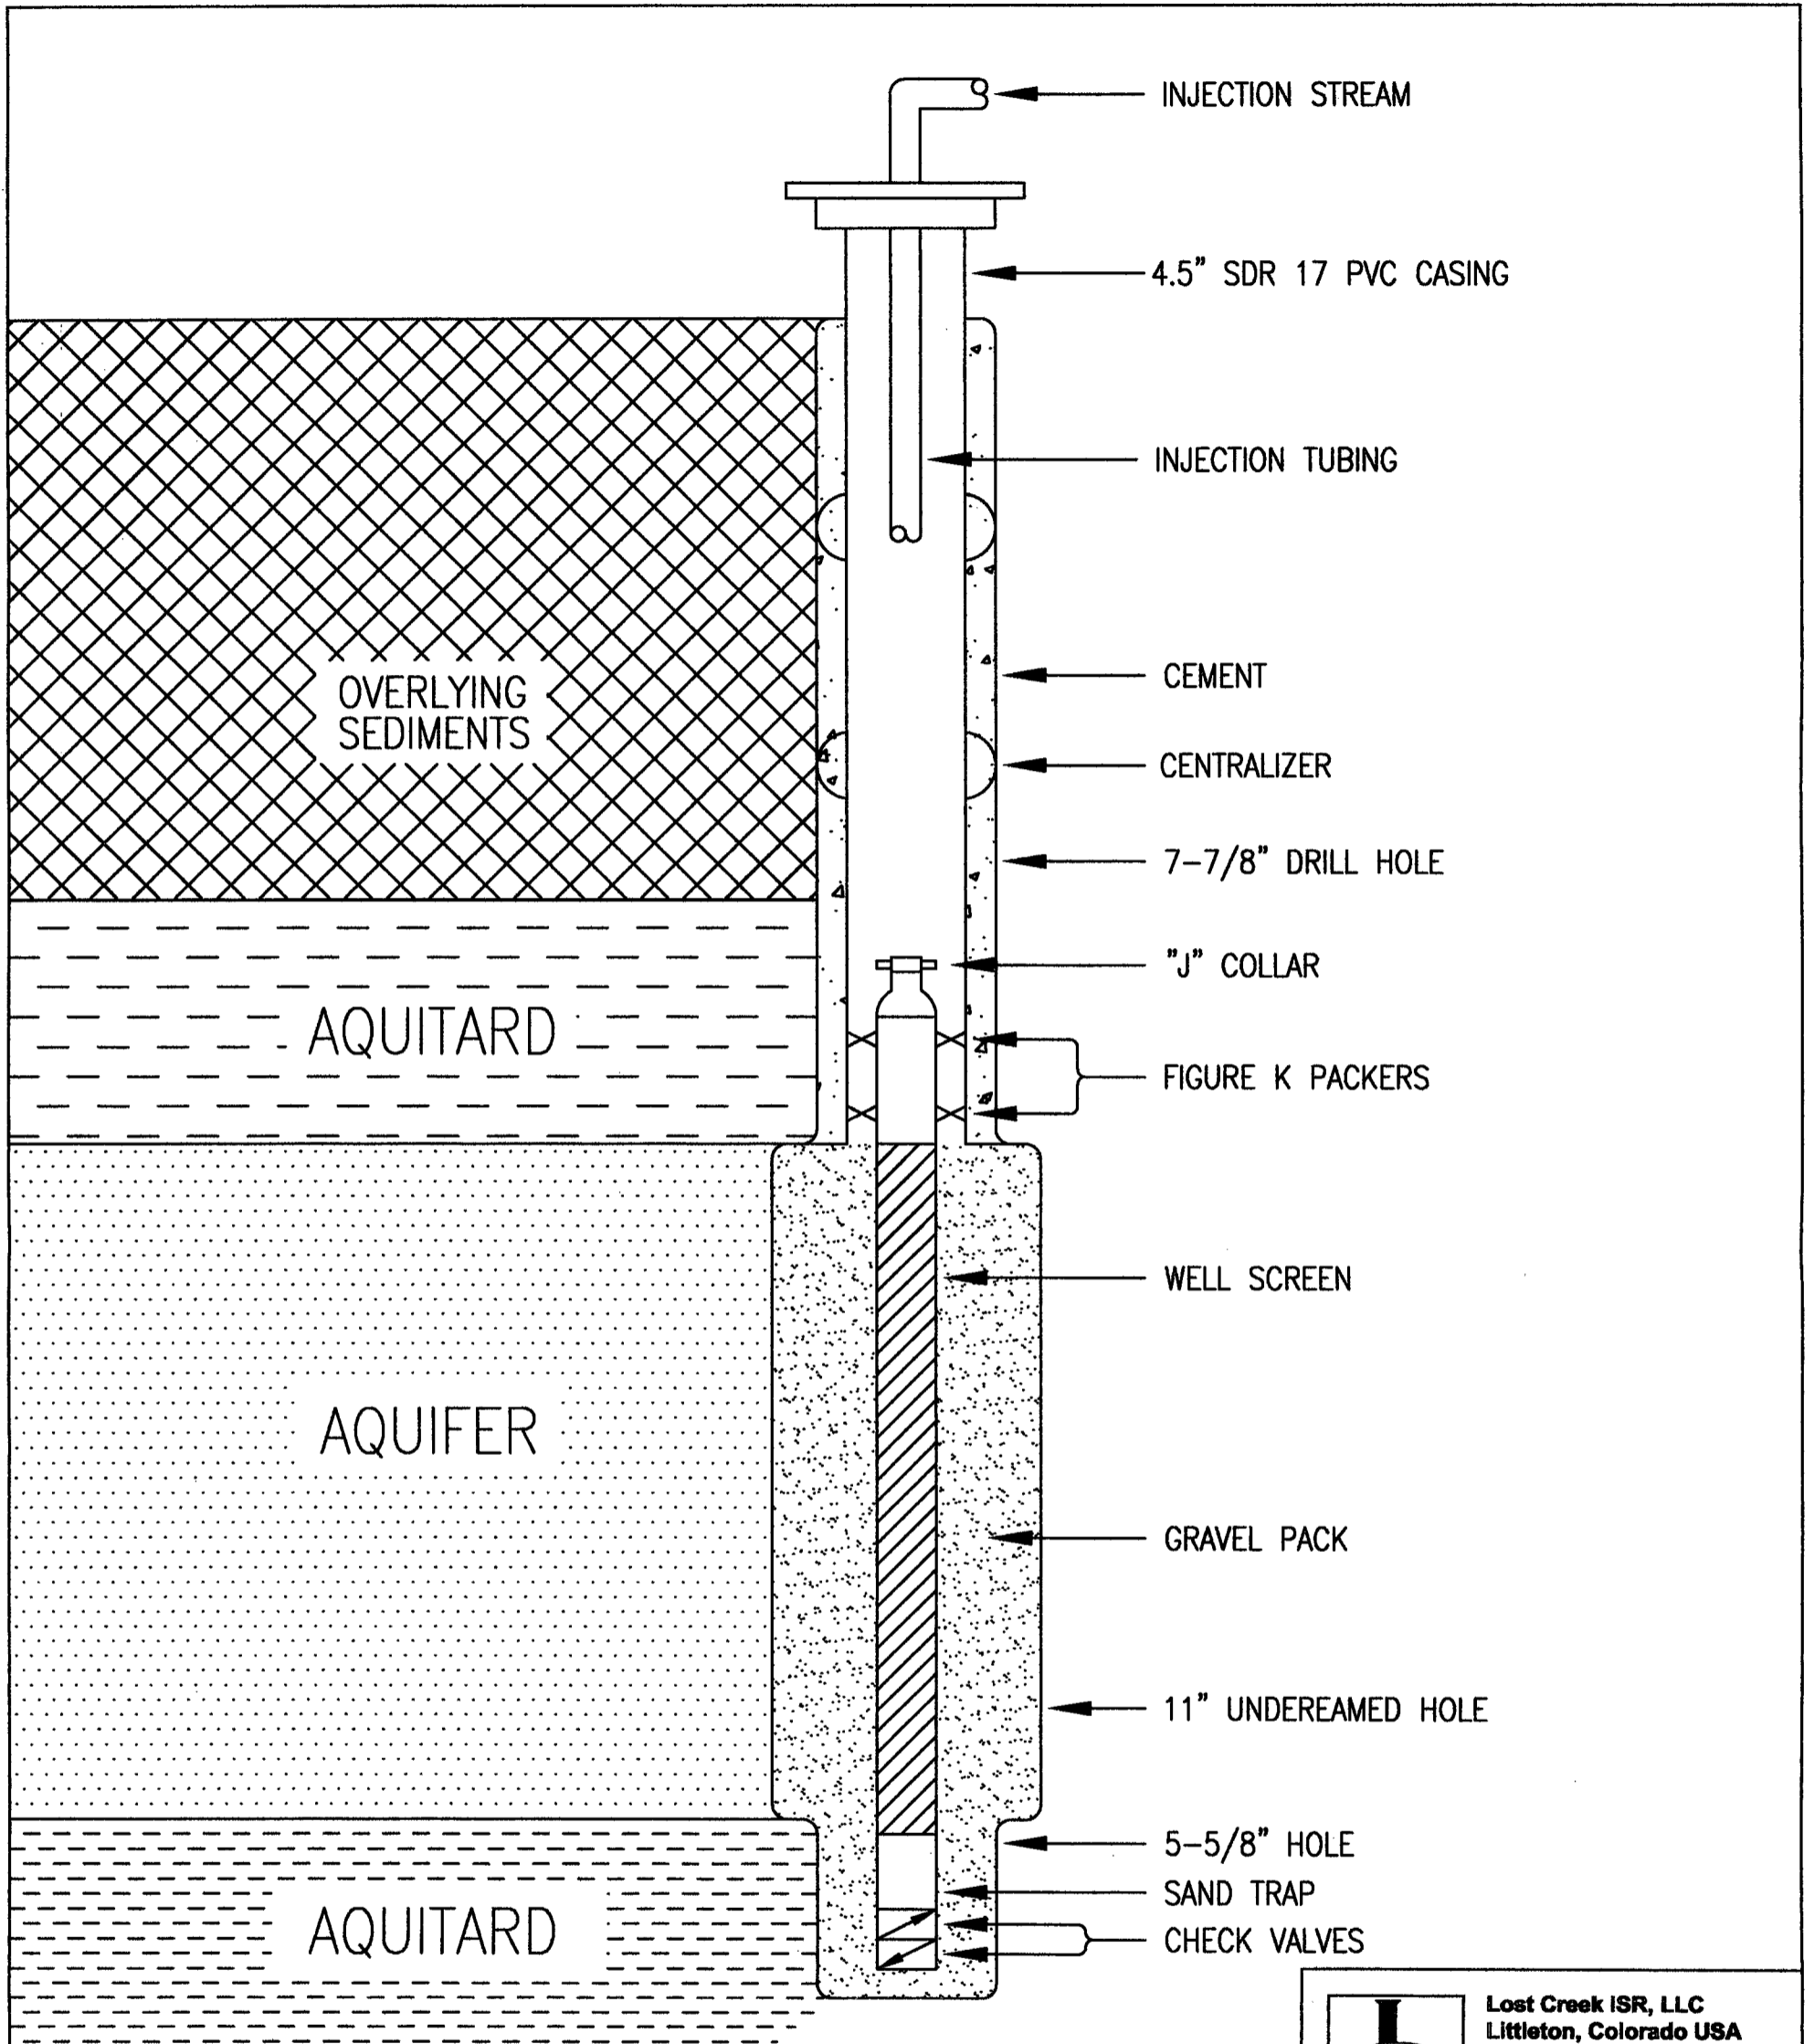 INJECTION STREAM
4.5" SDR 17 PVC CASING
INJECTION TUBING
OVERLYING
SEDIMENTS
CEMENT
CENTRALIZER
7-7/8" DRILL HOLE
"J" COLLAR
AQUITARD
FIGURE K PACKERS
WELL SCREEN
AQUIFER
GRAVEL PACK
11" UNDEREAMED HOLE
5-5/8" HOLE
SAND TRAP
AQUITARD
CHECK VALVES
Lost Creek ISR, LLC
Littleton, Colorado USA